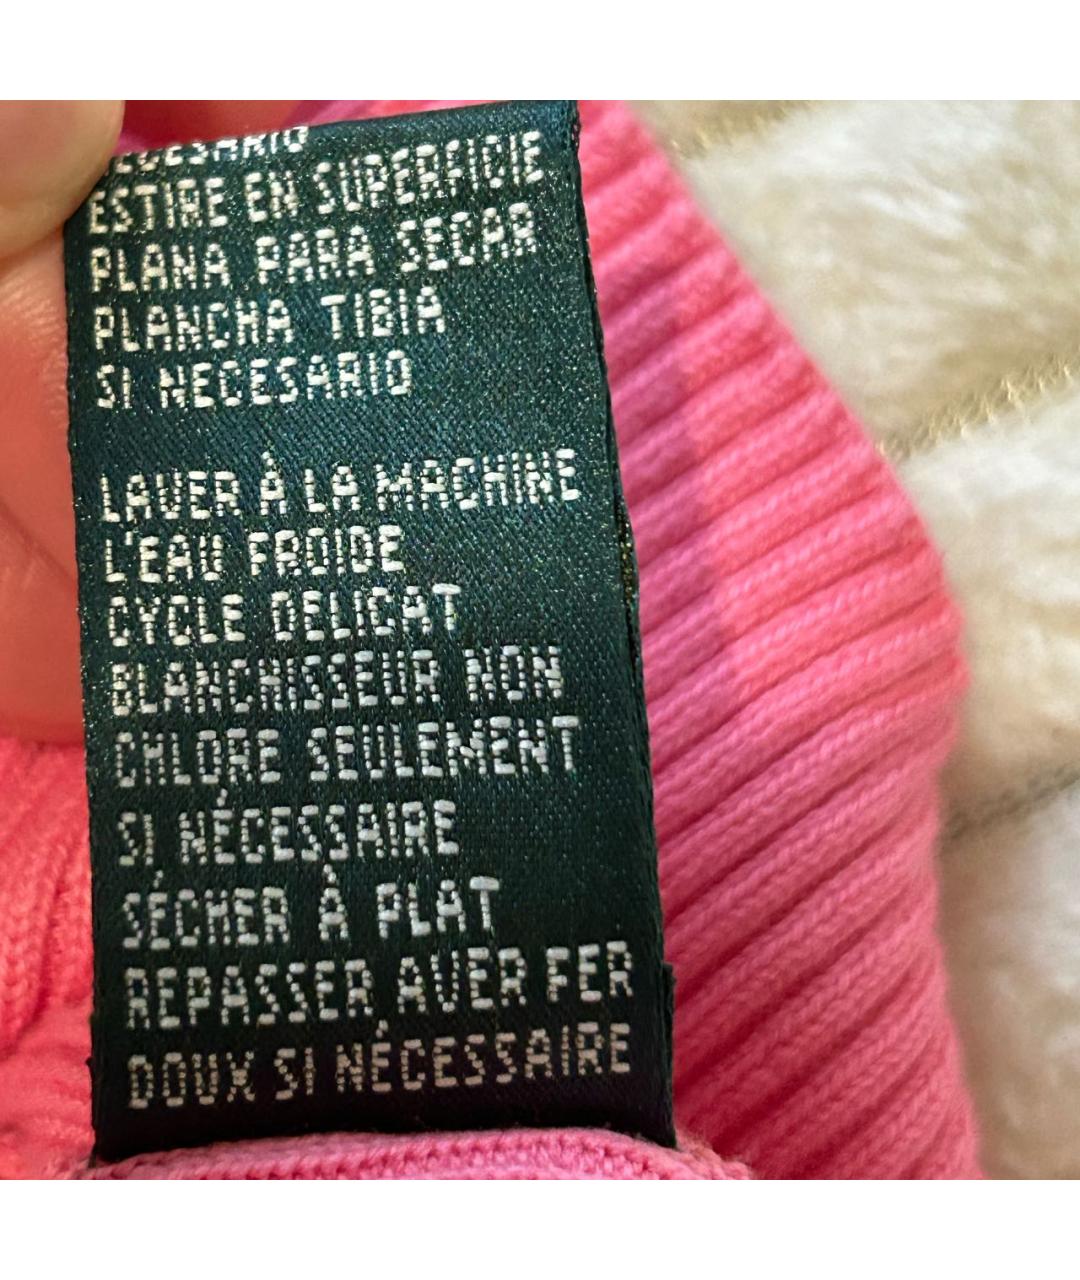 NECESARIO
ESTIRE EN SUPERFICIE
PLANA PARA SECAR
PLANCHA TIBIA
SI NECESARIO
LAVER À LA MACHINE
L'EAU FROIDE
CYCLE DELICAT
BLANCHISSEUR NON
CHLORE SEULEMENT
SI NÉCESSAIRE
SÉCHER À PLAT
REPASSER AVER FER
DOUX SI NÉCESSAIRE